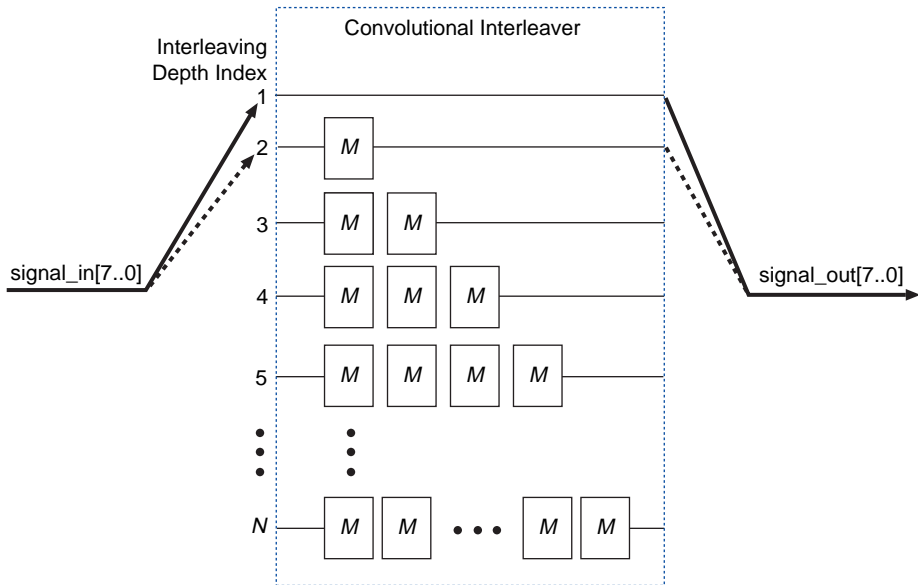 Convolutional Interleaver
Interleaving
Depth Index
1
2 M
3 M M
signal_in[7..0]
signal_out[7..0]
4 M M M
5 M M M M
N M M M M